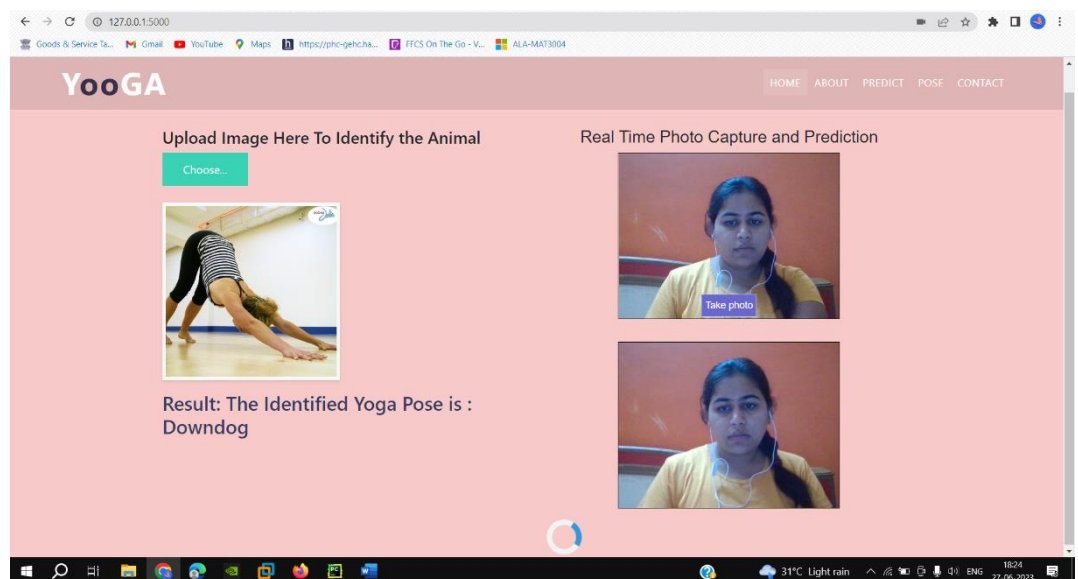 127.0.0.1:5000
Goods & Service Ta... Gmail YouTube Maps https://phc-gehc.ha... FFCS On The Go - V... ALA-MAT3004
YooGA
HOME ABOUT PREDICT POSE CONTACT
Upload Image Here To Identify the Animal
Choose...
Result: The Identified Yoga Pose is :
Downdog
Real Time Photo Capture and Prediction
Take photo
31°C Light rain ENG 18:24
27-06-2023